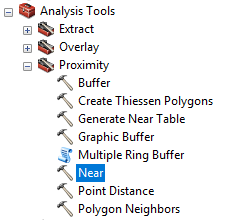 Analysis Tools
Extract
Overlay
Proximity
Buffer
Create Thiessen Polygons
Generate Near Table
Graphic Buffer
Multiple Ring Buffer
Near
Point Distance
Polygon Neighbors